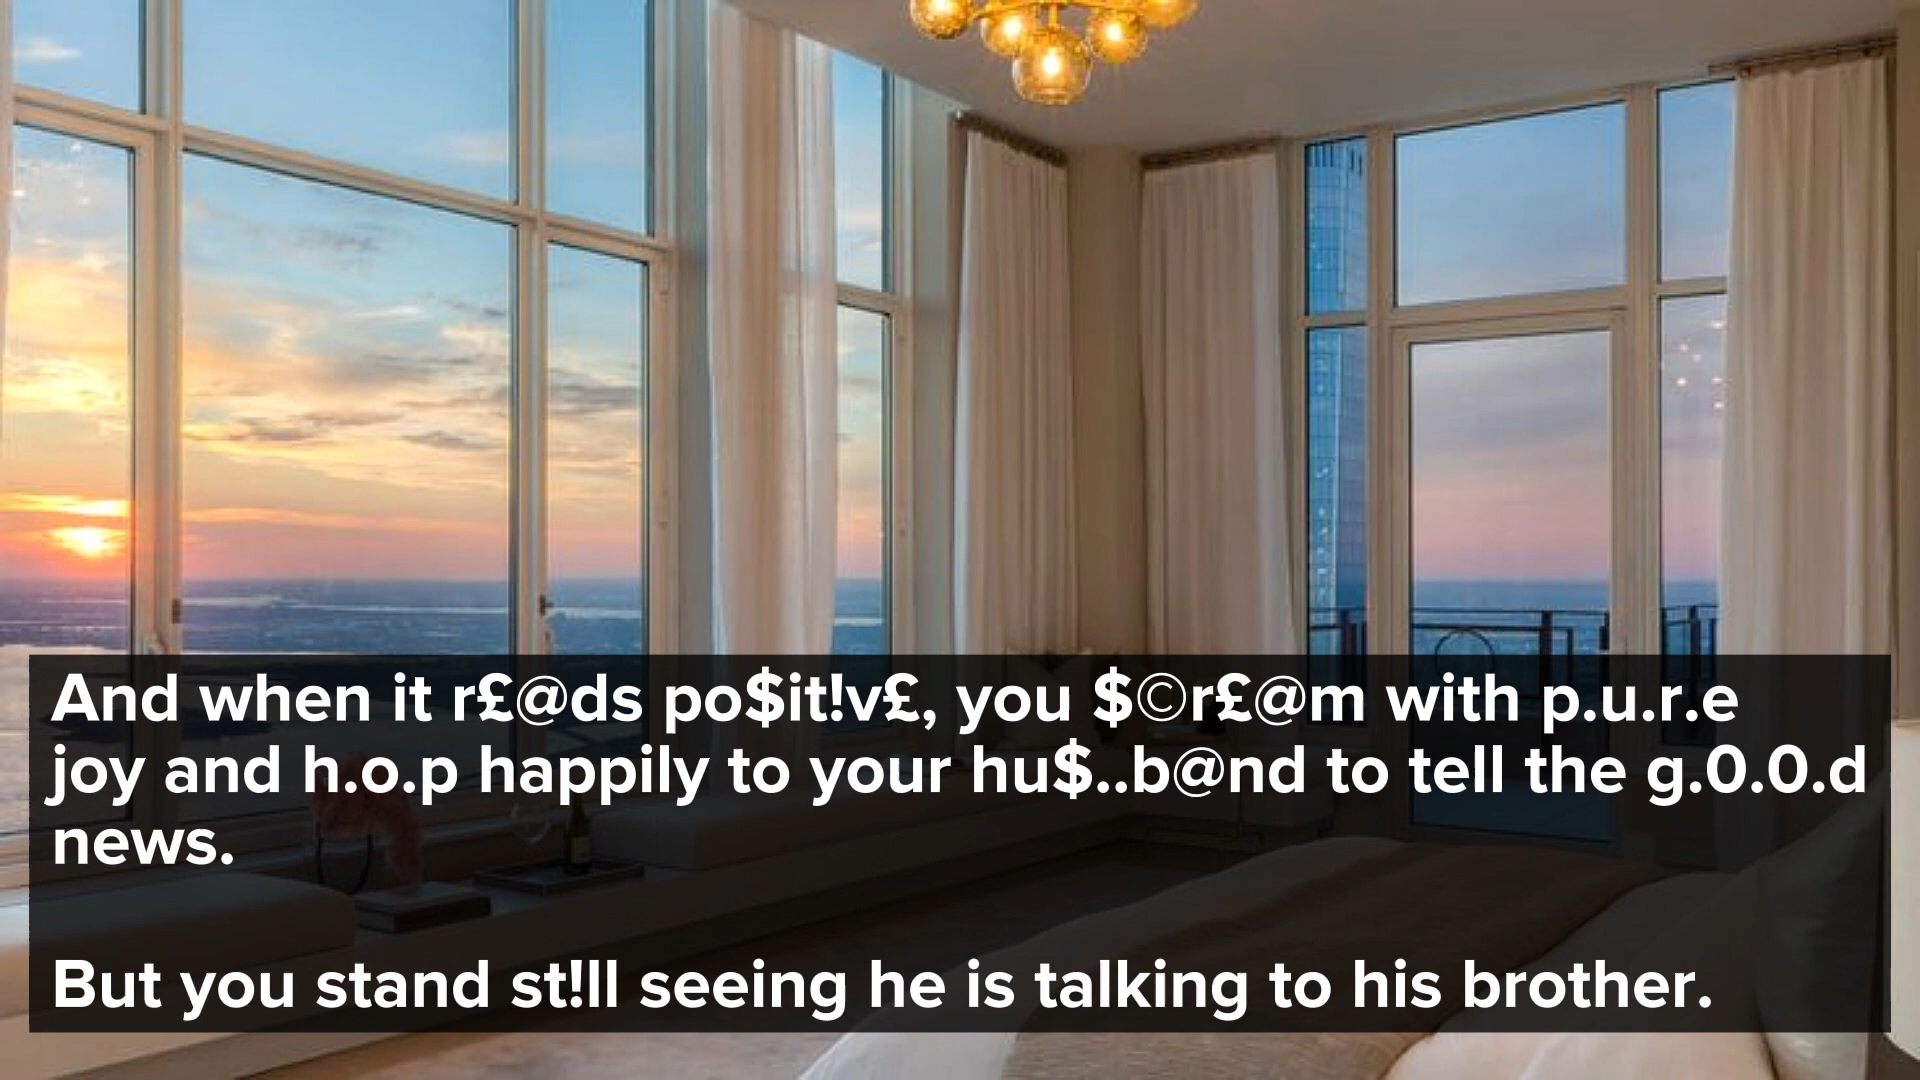 And when it r£@ds po$it!v£, you $©r£@m with p.u.r.e
joy and h.o.p happily to your hu$..b@nd to tell the g.0.0.d
news.
But you stand st!ll seeing he is talking to his brother.